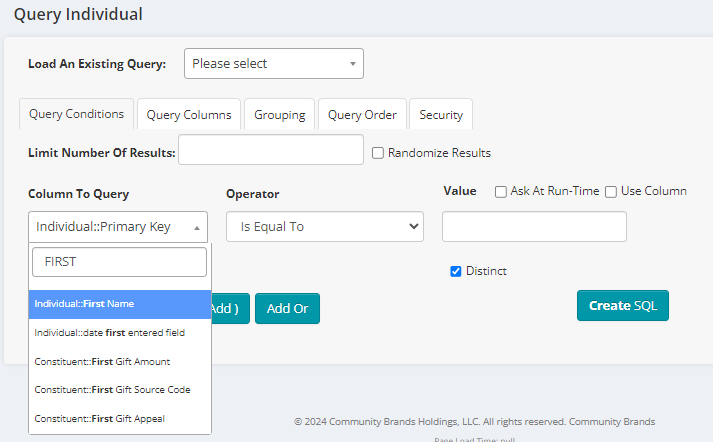 Query Individual
Load An Existing Query: Please select
Query Conditions Query Columns Grouping Query Order Security
Limit Number Of Results: Randomize Results
Column To Query Operator Value Ask At Run-Time Use Column
Individual::Primary Key Is Equal To
FIRST
Distinct
Individual::First Name Add ) Add Or Create SQL
Individual::date first entered field
Constituent::First Gift Amount
Constituent::First Gift Source Code
Constituent::First Gift Appeal
© 2024 Community Brands Holdings, LLC. All rights reserved. Community Brands
Page Load Time: null